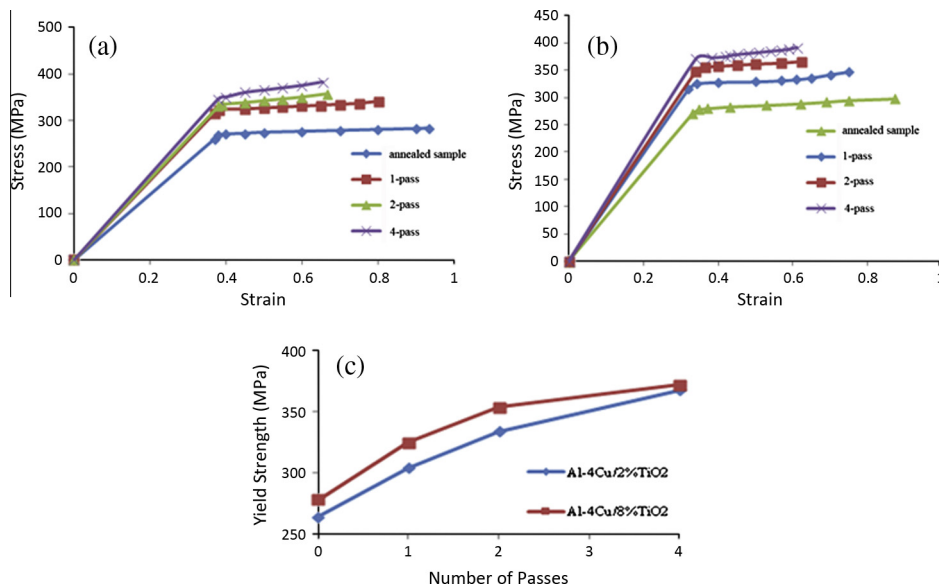 (a)
Stress (MPa)
500
400
300
200
100
0
0 0.2 0.4 0.6 0.8 1
Strain
annealed sample
1-pass
2-pass
4-pass
(b)
Stress (MPa)
450
400
350
300
250
200
150
100
50
0
0 0.2 0.4 0.6 0.8 1
Strain
annealed sample
1-pass
2-pass
4-pass
(c)
Yield Strength (MPa)
400
350
300
250
0 1 2 3 4
Number of Passes
Al-4Cu/2%TiO2
Al-4Cu/8%TiO2